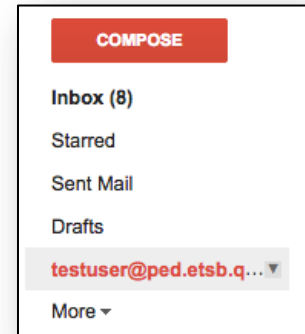 COMPOSE
Inbox (8)
Starred
Sent Mail
Drafts
testuser@ped.etsb.q...
More